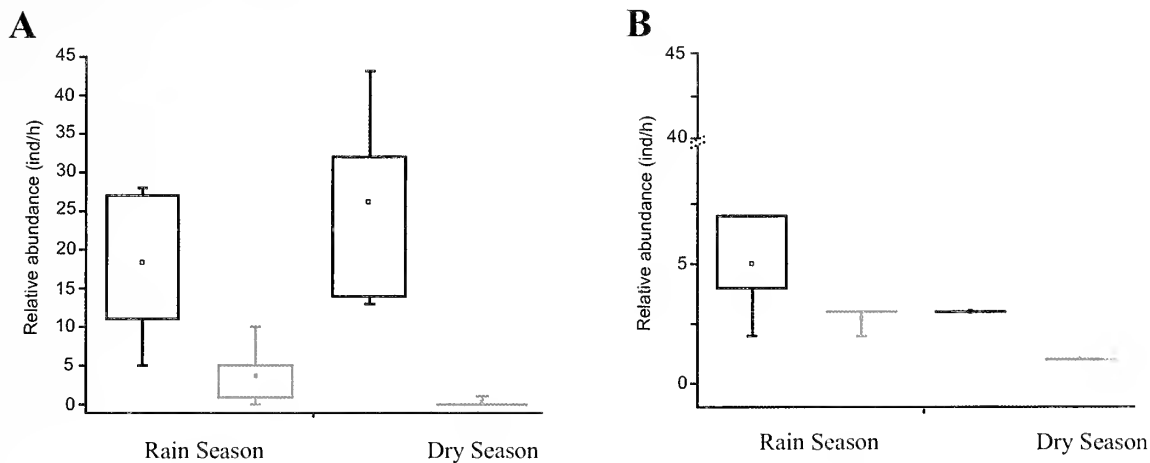 A
45
40
35
30
25
20
15
10
5
0
Relative abundance (ind/h)
Rain Season
Dry Season
B
45
40
5
0
Relative abundance (ind/h)
Rain Season
Dry Season